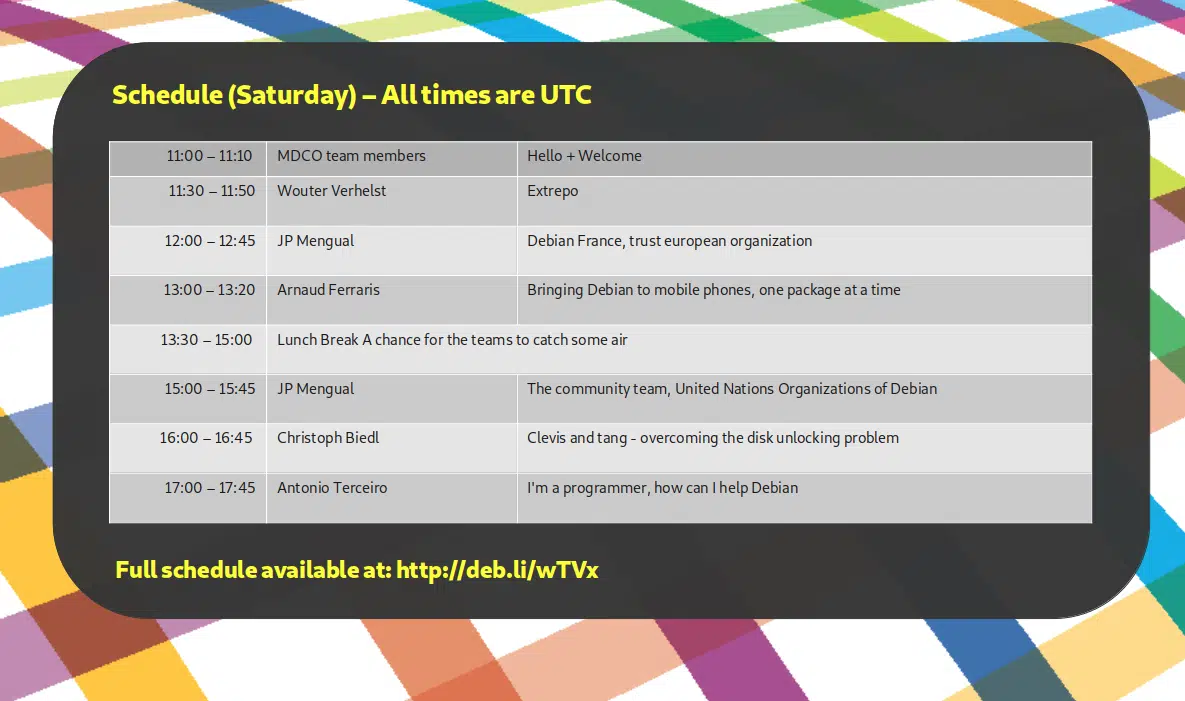 Schedule (Saturday) – All times are UTC
11:00 – 11:10 MDCO team members Hello + Welcome
11:30 – 11:50 Wouter Verhelst Extrepo
12:00 – 12:45 JP Mengual Debian France, trust european organization
13:00 – 13:20 Arnaud Ferraris Bringing Debian to mobile phones, one package at a time
13:30 – 15:00 Lunch Break A chance for the teams to catch some air
15:00 – 15:45 JP Mengual The community team, United Nations Organizations of Debian
16:00 – 16:45 Christoph Biedl Clevis and tang - overcoming the disk unlocking problem
17:00 – 17:45 Antonio Terceiro I'm a programmer, how can I help Debian
Full schedule available at: http://deb.li/wTVx